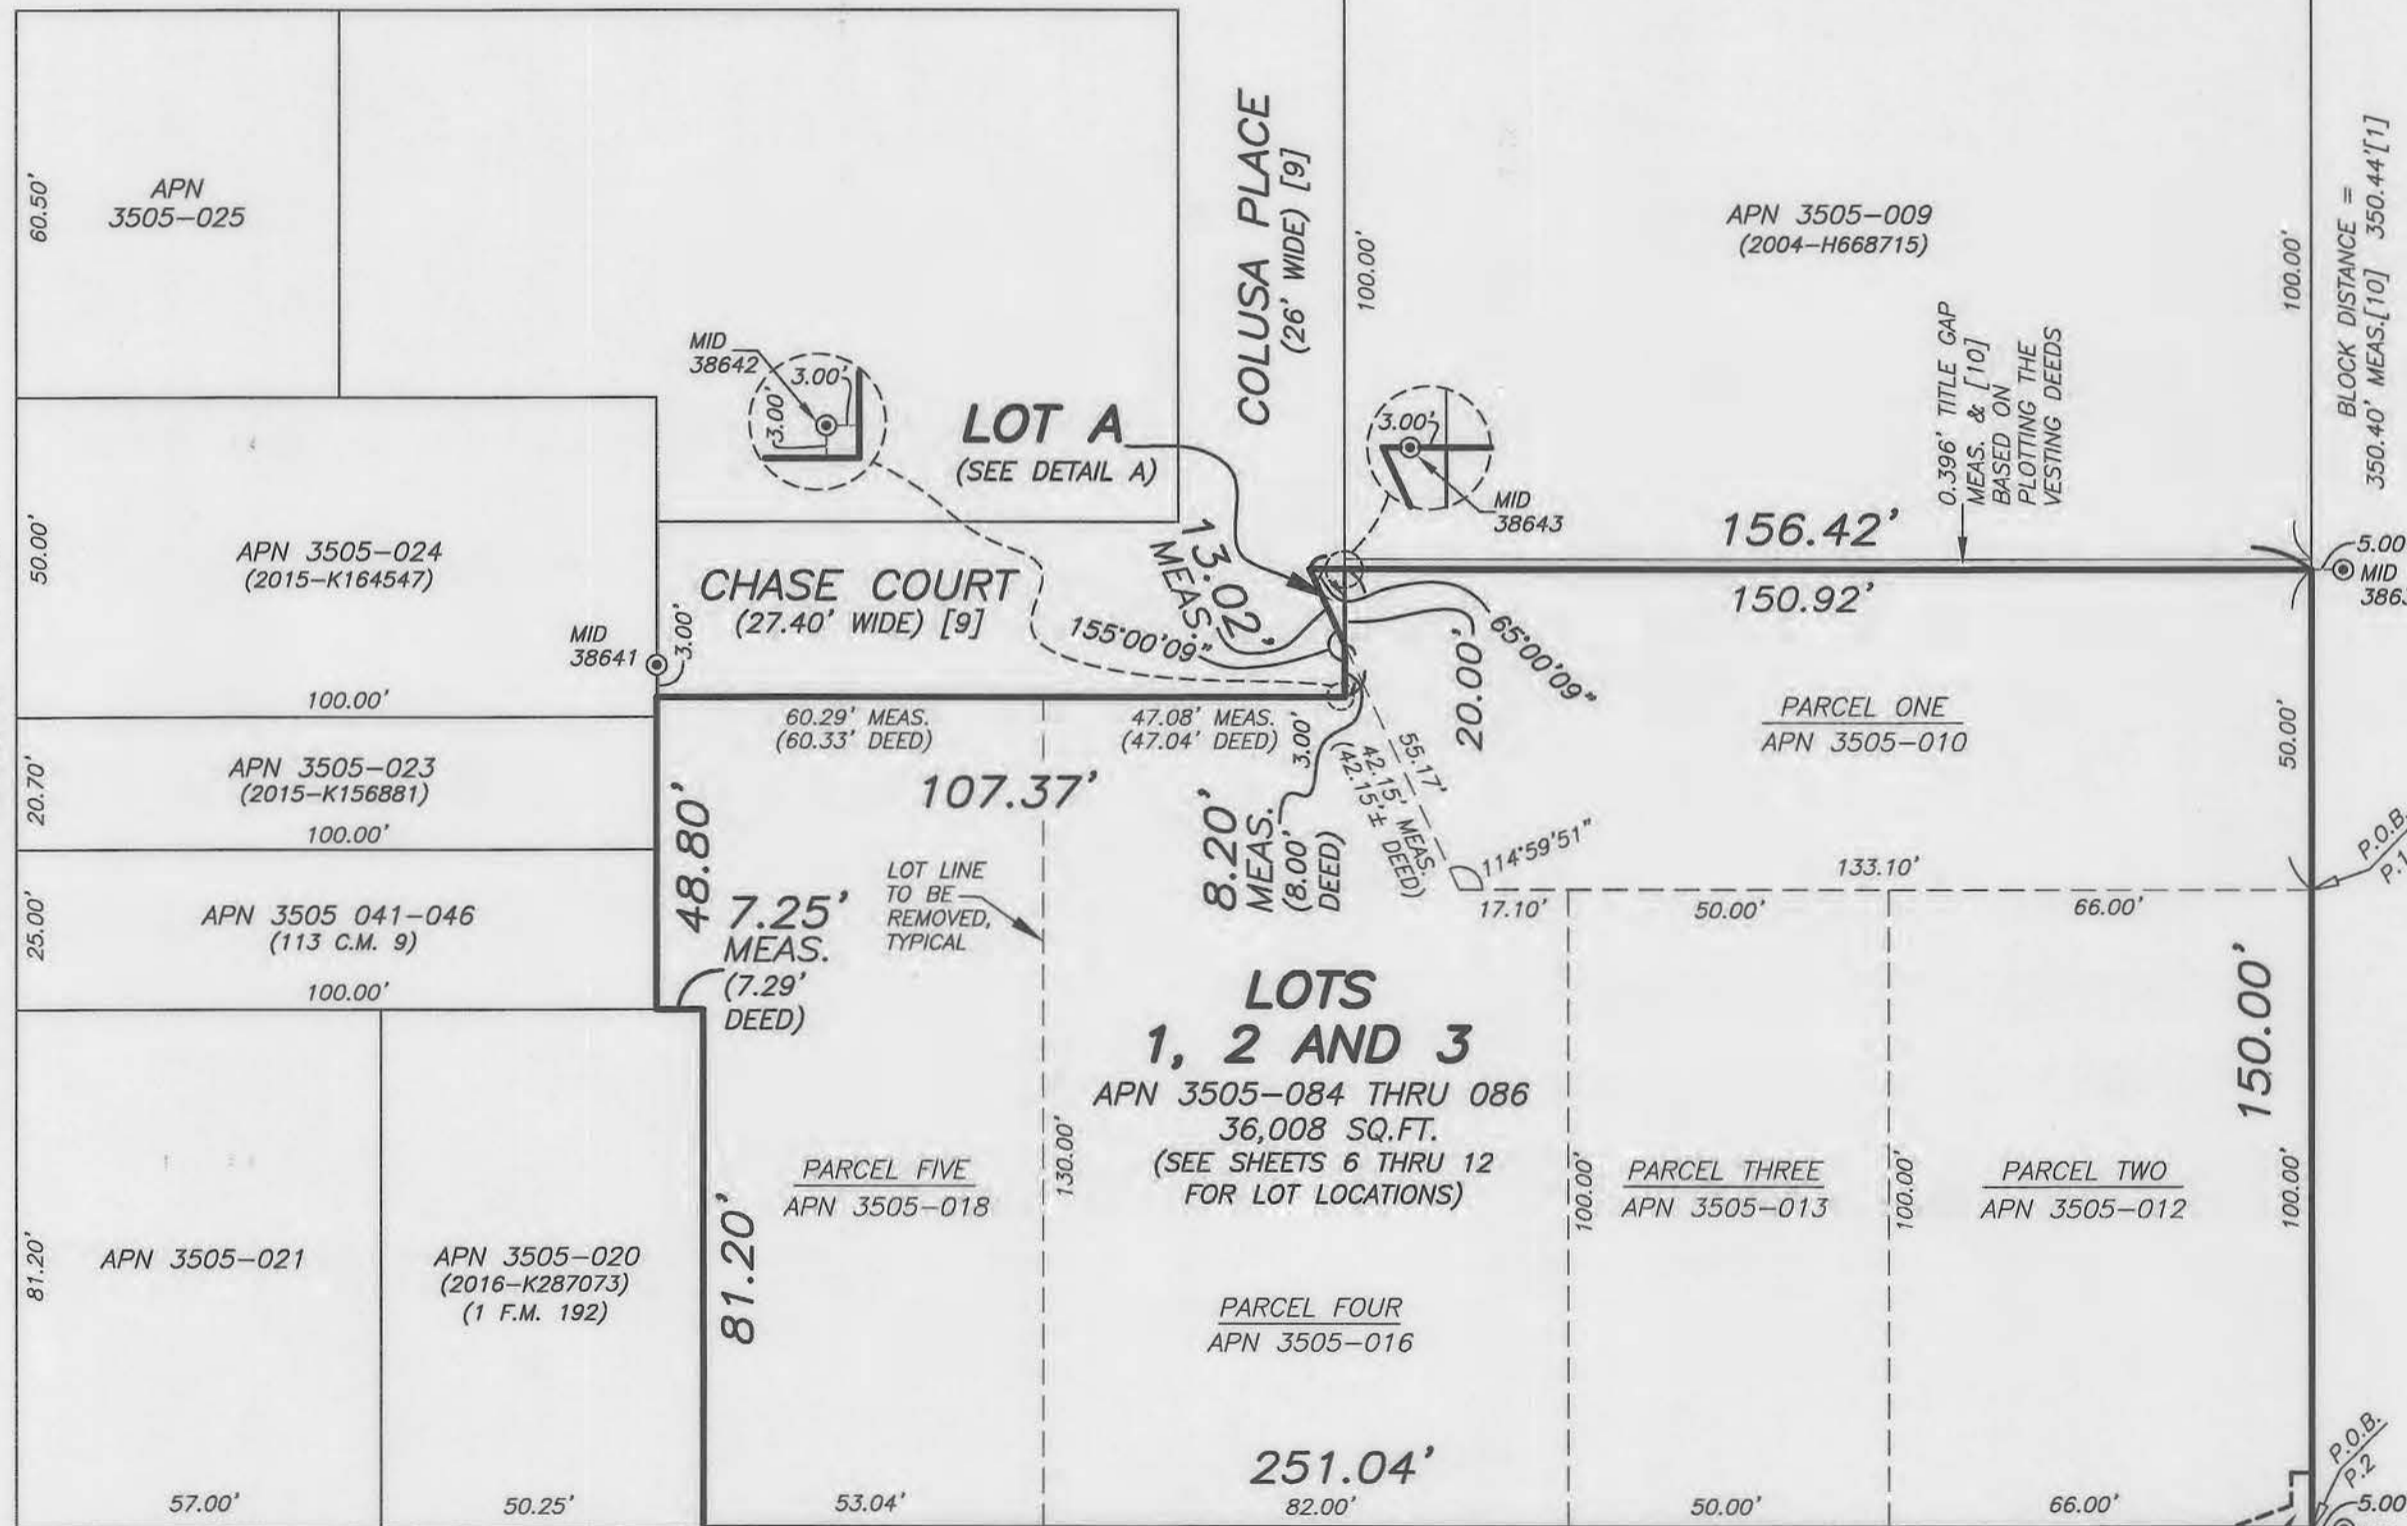 60.50'
APN
3505-025
50.00'
APN 3505-024
(2015-K164547)
MID
38641
3.00'
100.00'
20.70'
APN 3505-023
(2015-K156881)
100.00'
25.00'
APN 3505 041-046
(113 C.M. 9)
100.00'
81.20'
APN 3505-021
57.00'
APN 3505-020
(2016-K287073)
(1 F.M. 192)
50.25'
MID
38642
3.00'
3.00'
LOT A
(SEE DETAIL A)
COLUSA PLACE
(26' WIDE) [9]
100.00'
3.00'
MID
38643
CHASE COURT
(27.40' WIDE) [9]
13.02'
MEAS.
155°00'09"
65°00'09"
20.00'
APN 3505-009
(2004-H668715)
0.396' TITLE GAP
MEAS. & [10]
BASED ON
PLOTTING THE
VESTING DEEDS
100.00'
BLOCK DISTANCE =
350.40' MEAS.[10] 350.44'[1]
156.42'
150.92'
5.00
MID
PARCEL ONE
APN 3505-010
50.00'
P.O.B.
P.1
60.29' MEAS.
(60.33' DEED)
47.08' MEAS.
(47.04' DEED)
3.00'
107.37'
48.80'
7.25'
MEAS.
(7.29'
DEED)
LOT LINE
TO BE
REMOVED,
TYPICAL
8.20'
MEAS.
(8.00'
DEED)
55.17'
42.15' MEAS.
(42.15'± DEED)
114°59'51"
133.10'
17.10'
50.00'
66.00'
LOTS
1, 2 AND 3
APN 3505-084 THRU 086
36,008 SQ.FT.
(SEE SHEETS 6 THRU 12
FOR LOT LOCATIONS)
150.00'
PARCEL FIVE
APN 3505-018
81.20'
130.00'
PARCEL FOUR
APN 3505-016
100.00'
PARCEL THREE
APN 3505-013
100.00'
PARCEL TWO
APN 3505-012
100.00'
251.04'
53.04'
82.00'
50.00'
66.00'
P.O.B.
P.2
5.00